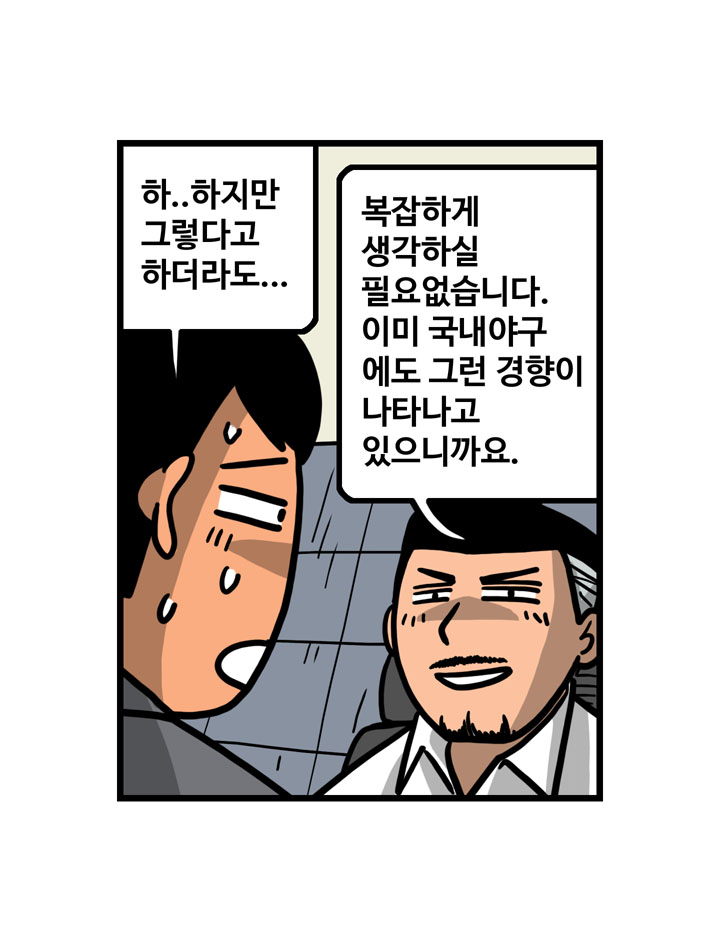 하..하지만
그렇다고
하더라도...
복잡하게
생각하실
필요없습니다.
이미 국내야구
에도 그런 경향이
나타나고
있으니까요.